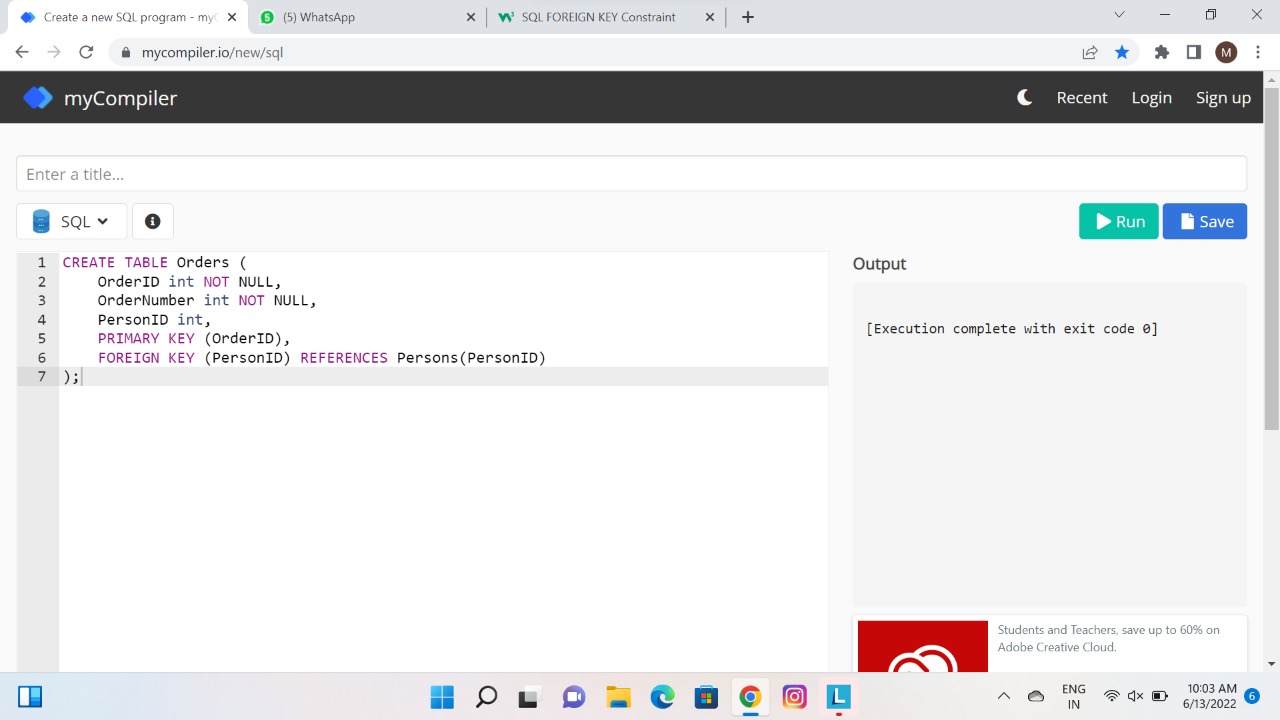 Create a new SQL program - myC
(5) WhatsApp
SQL FOREIGN KEY Constraint
mycompiler.io/new/sql
M
myCompiler
Recent
Login
Sign up
Enter a title...
SQL
Run
Save
1 CREATE TABLE Orders (
2 OrderID int NOT NULL,
3 OrderNumber int NOT NULL,
4 PersonID int,
5 PRIMARY KEY (OrderID),
6 FOREIGN KEY (PersonID) REFERENCES Persons(PersonID)
7 );
Output
[Execution complete with exit code 0]
Students and Teachers, save up to 60% on
Adobe Creative Cloud.
L
ENG
IN
10:03 AM
6/13/2022
6